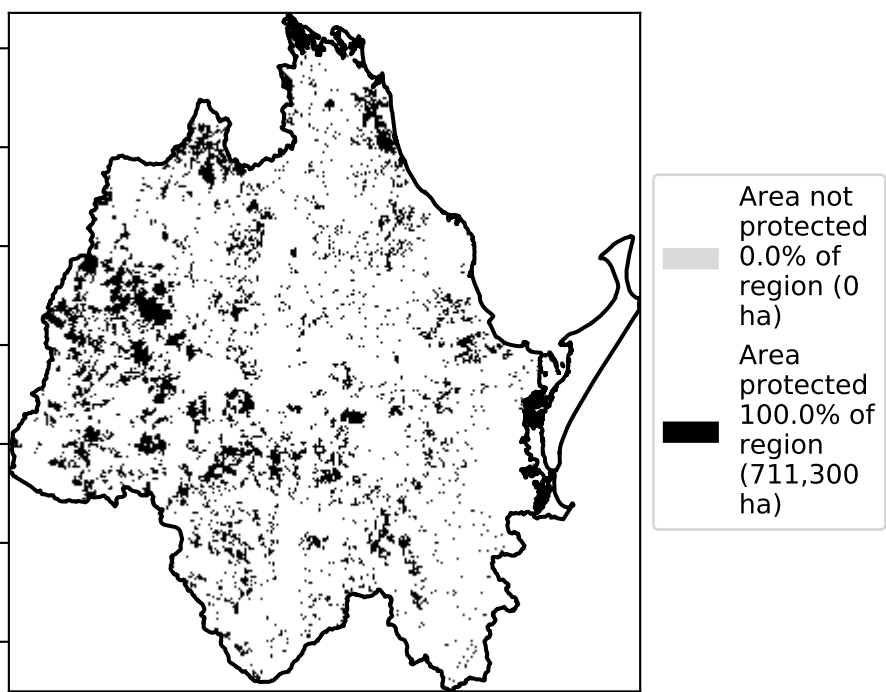 Area not
protected
0.0% of
region (0
ha)
Area
protected
100.0% of
region
(711,300
ha)